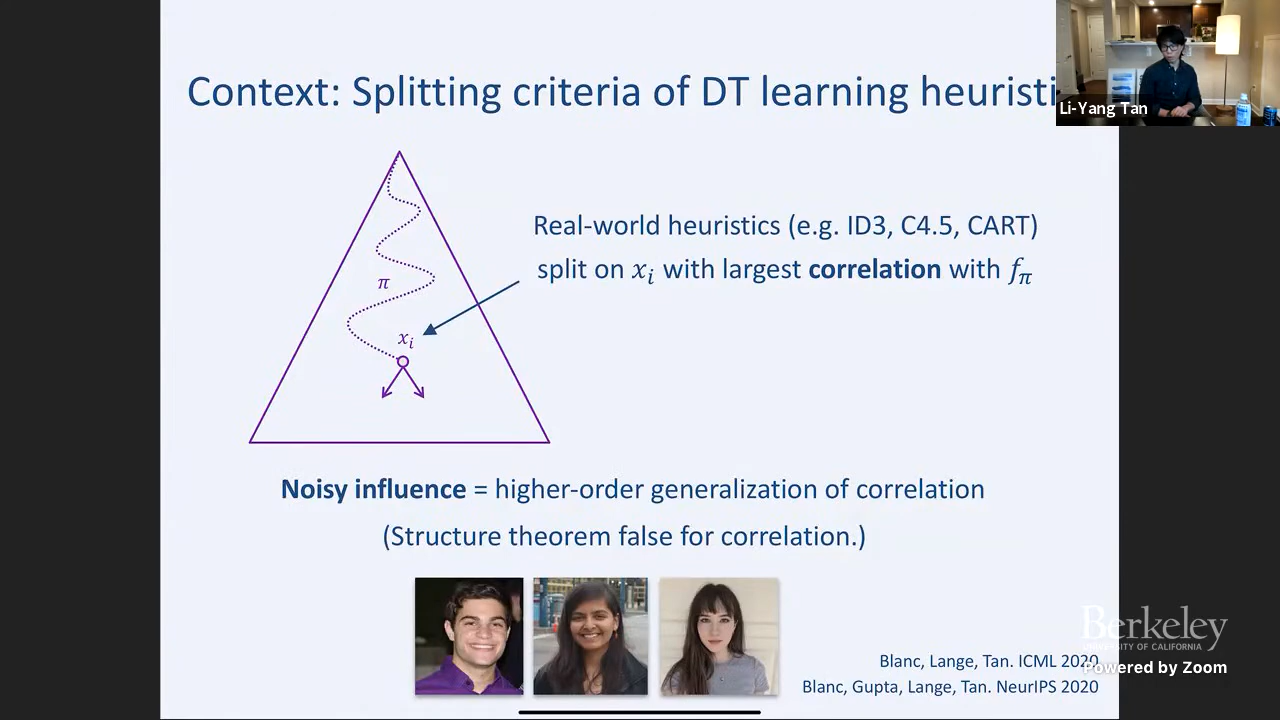 Context: Splitting criteria of DT learning heuristi
Li-Yang Tan
Real-world heuristics (e.g. ID3, C4.5, CART)
split on xᵢ with largest correlation with f_π
π
xᵢ
Noisy influence = higher-order generalization of correlation
(Structure theorem false for correlation.)
Berkeley
UNIVERSITY OF CALIFORNIA
Blanc, Lange, Tan. ICML 2020
Powered by Zoom
Blanc, Gupta, Lange, Tan. NeurIPS 2020